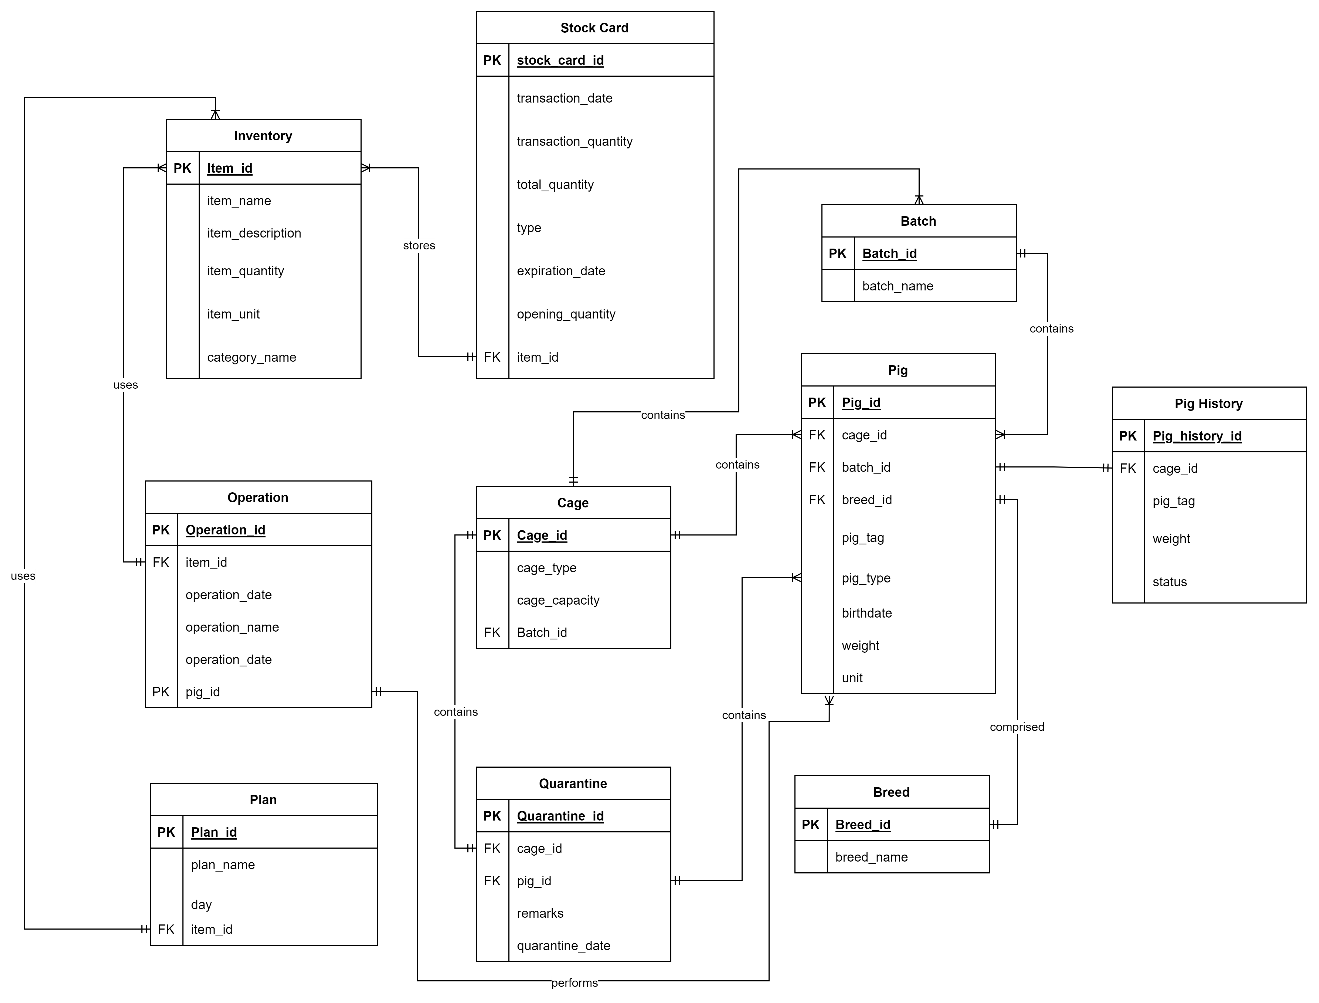 Stock Card
PK stock_card_id
transaction_date
transaction_quantity
total_quantity
type
expiration_date
opening_quantity
FK item_id
Inventory
PK Item_id
item_name
item_description
item_quantity
item_unit
category_name
stores
uses
Batch
PK Batch_id
batch_name
contains
contains
Pig
PK Pig_id
FK cage_id
FK batch_id
FK breed_id
pig_tag
pig_type
birthdate
weight
unit
Pig History
PK Pig_history_id
FK cage_id
pig_tag
weight
status
contains
Operation
PK Operation_id
FK item_id
operation_date
operation_name
operation_date
PK pig_id
Cage
PK Cage_id
cage_type
cage_capacity
FK Batch_id
uses
contains
contains
comprised
Plan
PK Plan_id
plan_name
day
FK item_id
Quarantine
PK Quarantine_id
FK cage_id
FK pig_id
remarks
quarantine_date
Breed
PK Breed_id
breed_name
performs